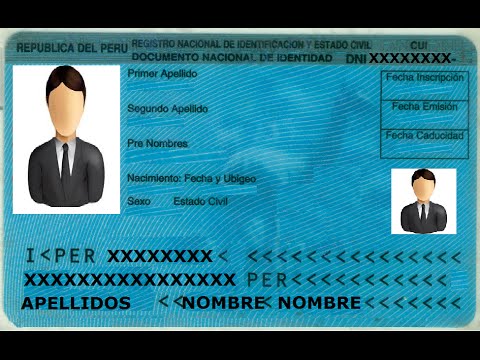 REPUBLICA DEL PERU REGISTRO NACIONAL DE IDENTIFICACION Y ESTADO CIVIL CUI
DOCUMENTO NACIONAL DE IDENTIDAD DNI XXXXXXXX-
Primer Apellido
Fecha Inscripción
Segundo Apellido
Fecha Emisión
Pre Nombres
Fecha Caducidad
Nacimiento: Fecha y Ubigeo
Sexo Estado Civil
I<PER XXXXXXXX< <<<<<<<<<<<<<<<
XXXXXXXXXXXXXXXX PER<<<<<<<<<<<
APELLIDOS <<NOMBRE< NOMBRE<<<<<<